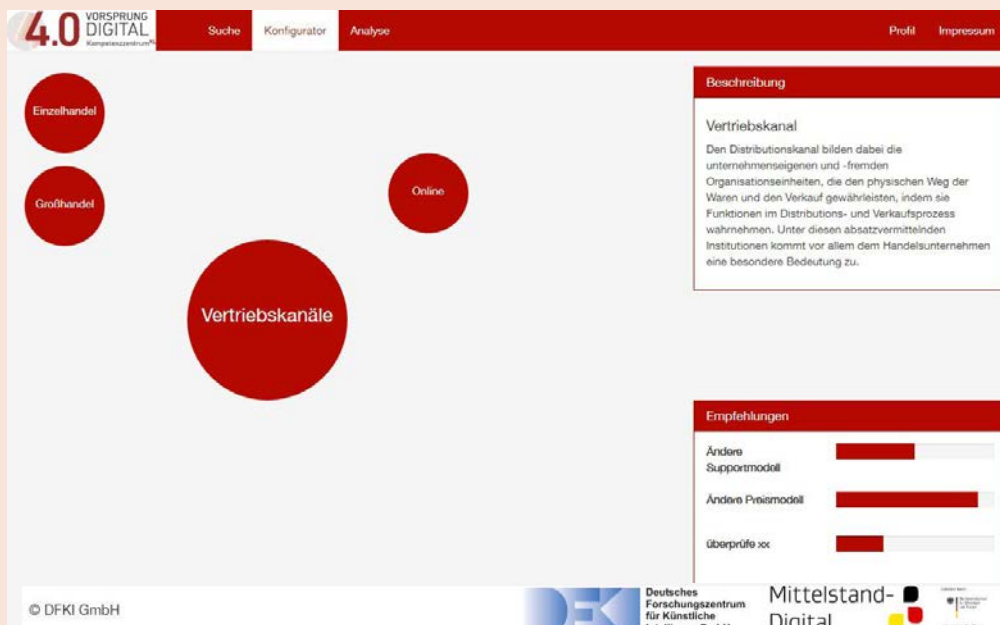 4.0 VORSPRUNG
DIGITAL
Kompetenzzentrum
Suche Konfigurator Analyse Profil Impressum
Einzelhandel
Großhandel
Online
Vertriebskanäle
Beschreibung
Vertriebskanal
Den Distributionskanal bilden dabei die
unternehmenseigenen und -fremden
Organisationseinheiten, die den physischen Weg der
Waren und den Verkauf gewährleisten, indem sie
Funktionen im Distributions- und Verkaufsprozess
wahrnehmen. Unter diesen absatzvermittelnden
Institutionen kommt vor allem dem Handelsunternehmen
eine besondere Bedeutung zu.
Empfehlungen
Ändere
Supportmodell
Ändere Preismodell
überprüfe xx
© DFKI GmbH
Deutsches
Forschungszentrum
für Künstliche
Mittelstand-
Digital